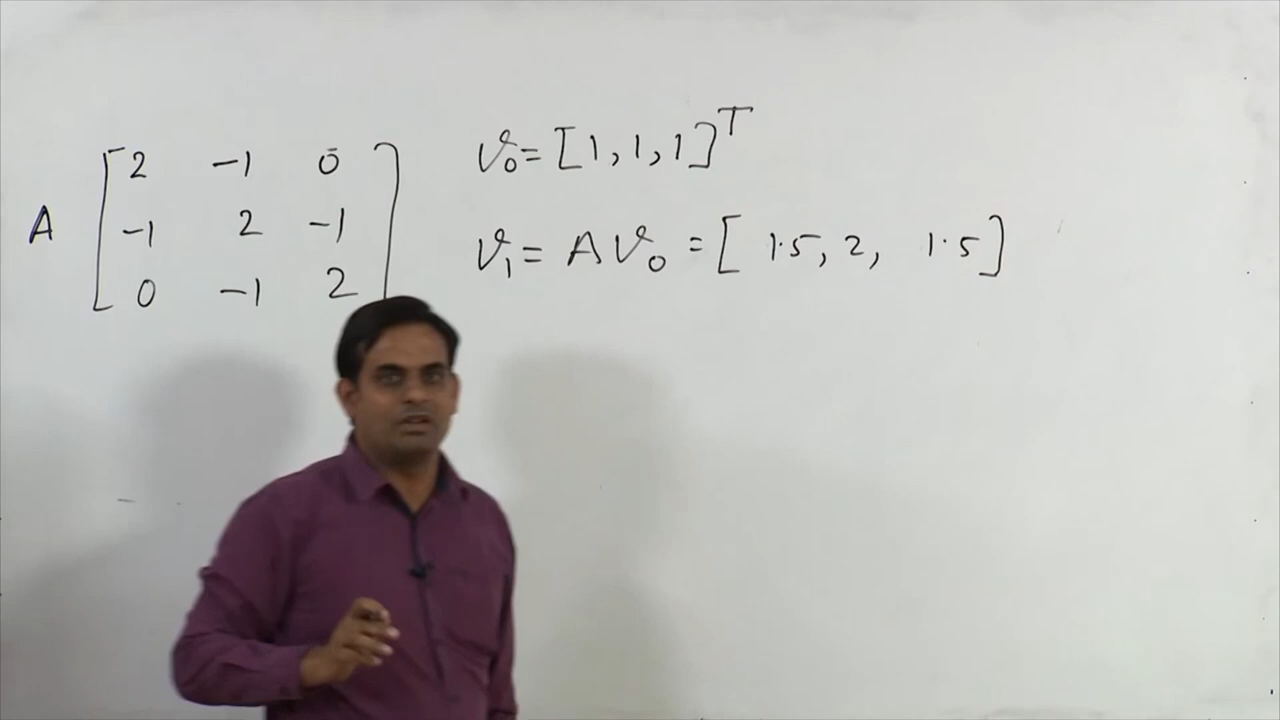 A [2 -1 0
-1 2 -1
0 -1 2]
v₀ = [1, 1, 1]ᵀ
v₁ = A v₀ = [ 1.5, 2, 1.5 ]